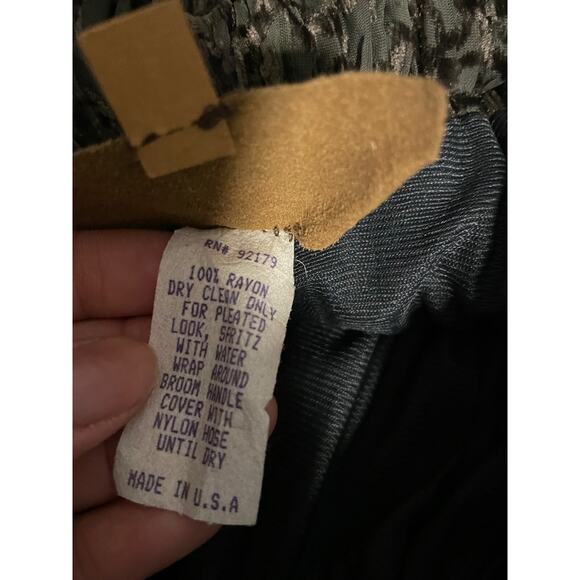 RN# 92179
100% RAYON
DRY CLEAN ONLY
FOR PLEATED
LOOK, SPRITZ
WITH WATER
WRAP AROUND
BROOM HANDLE
COVER WITH
NYLON HOSE
UNTIL DRY
MADE IN U.S.A